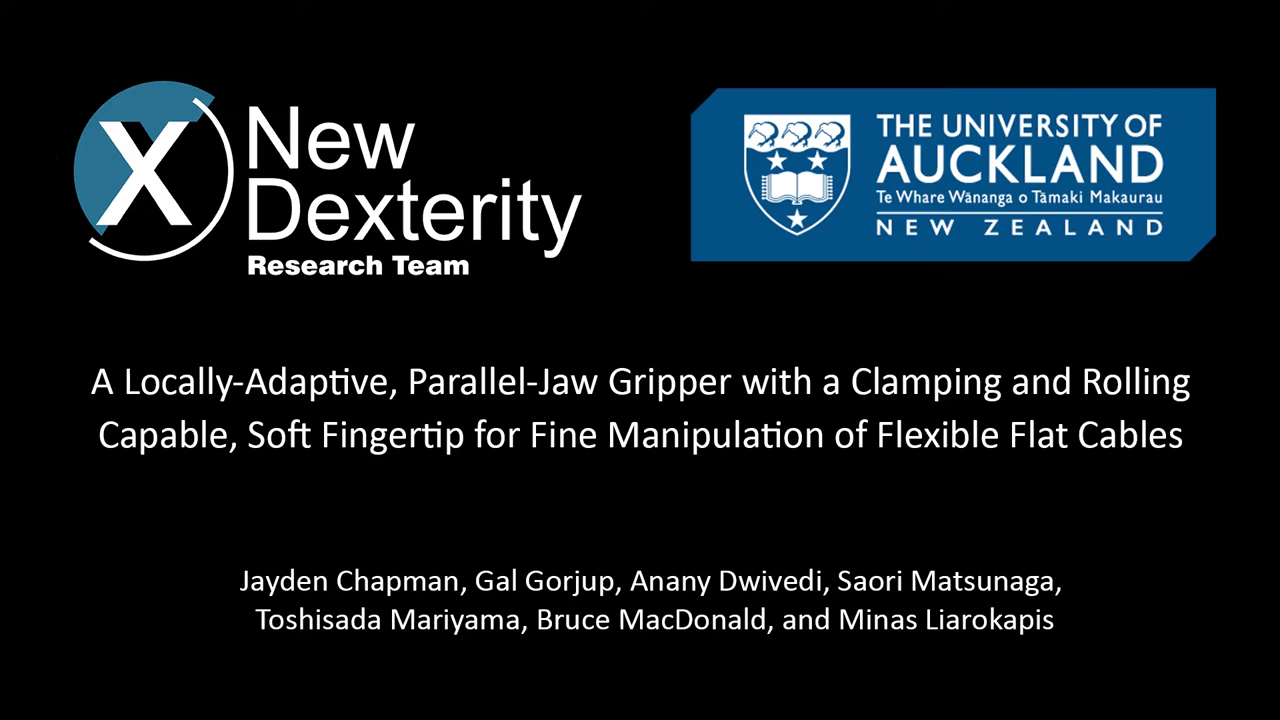 X New
Dexterity
Research Team
THE UNIVERSITY OF
AUCKLAND
Te Whare Wānanga o Tāmaki Makaurau
NEW ZEALAND
A Locally-Adaptive, Parallel-Jaw Gripper with a Clamping and Rolling
Capable, Soft Fingertip for Fine Manipulation of Flexible Flat Cables
Jayden Chapman, Gal Gorjup, Anany Dwivedi, Saori Matsunaga,
Toshisada Mariyama, Bruce MacDonald, and Minas Liarokapis